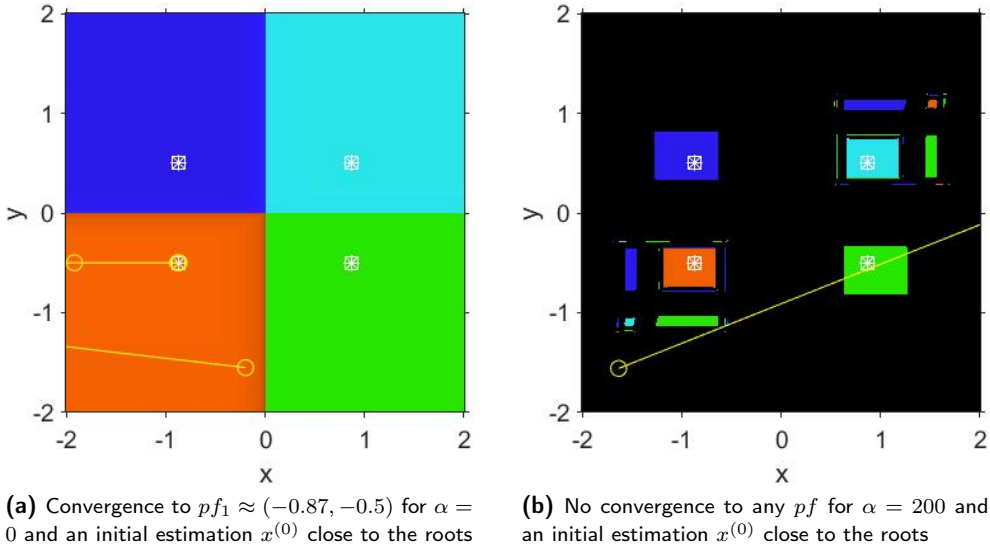 2
1
0
-1
-2
y
-2
-1
0
1
2
x
2
1
0
-1
-2
y
-2
-1
0
1
2
x
(a) Convergence to pf₁ ≈ (−0.87, −0.5) for α =
0 and an initial estimation x⁽⁰⁾ close to the roots
(b) No convergence to any pf for α = 200 and
an initial estimation x⁽⁰⁾ close to the roots